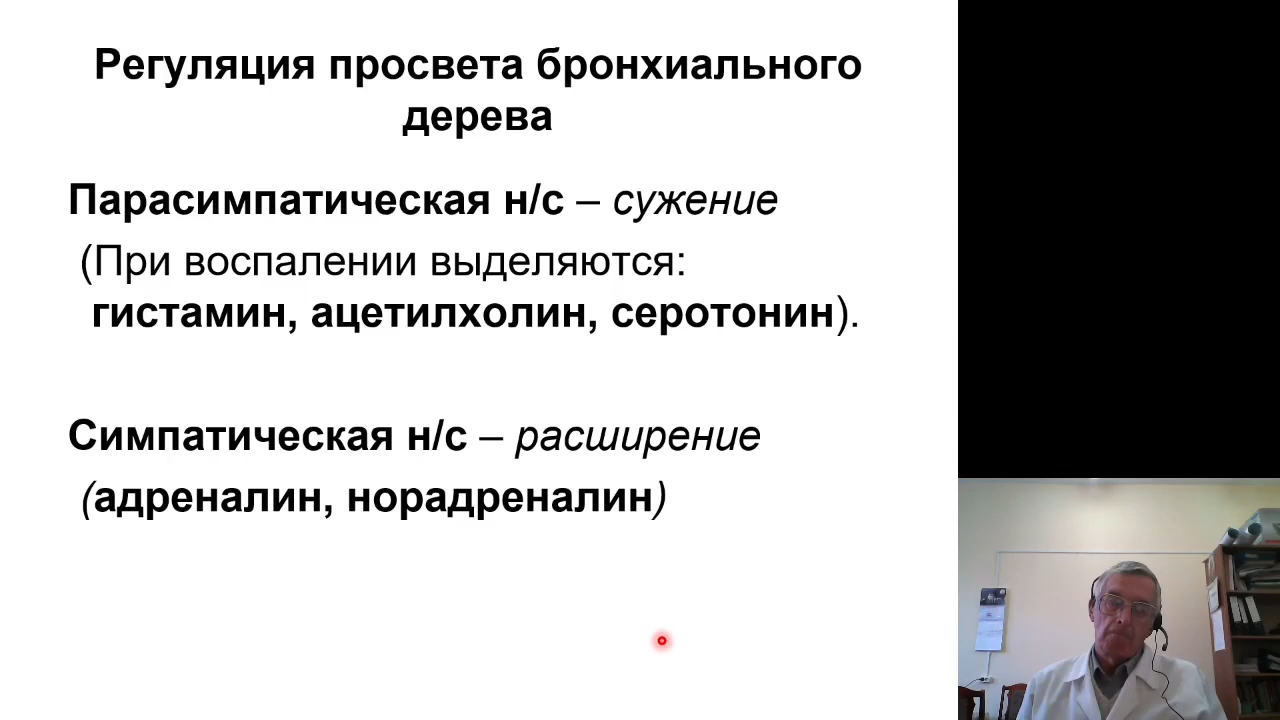 Регуляция просвета бронхиального
дерева
Парасимпатическая н/с – сужение
(При воспалении выделяются:
гистамин, ацетилхолин, серотонин).
Симпатическая н/с – расширение
(адреналин, норадреналин)